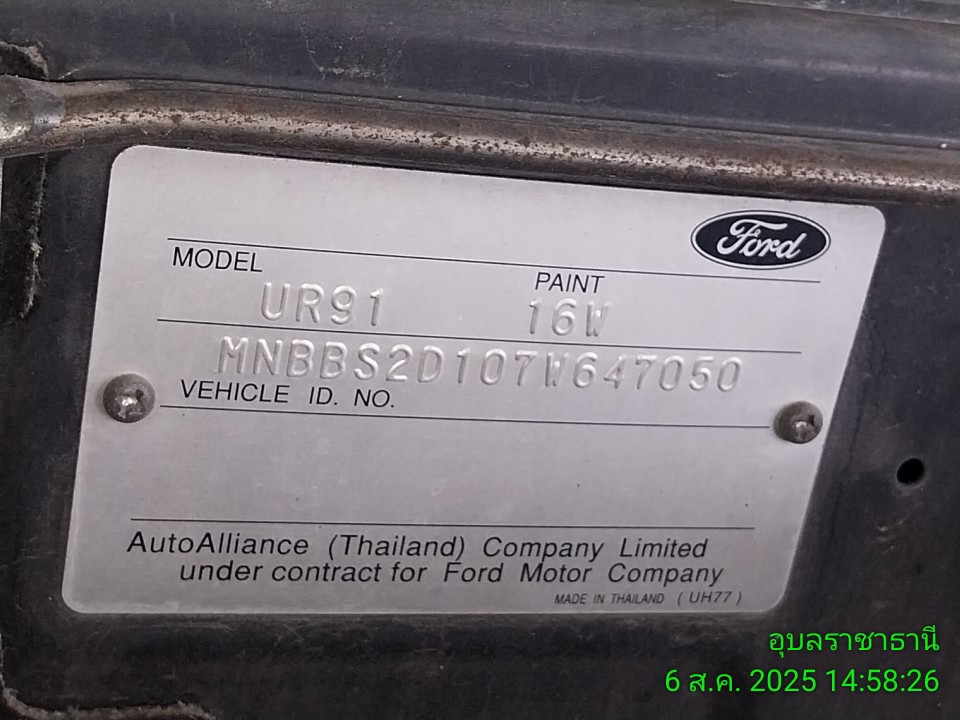 Ford
MODEL
PAINT
UR91 16W
MNBBS2D107W647050
VEHICLE ID. NO.
AutoAlliance (Thailand) Company Limited
under contract for Ford Motor Company
MADE IN THAILAND (UH77)
อุบลราชาธานี
6 ส.ค. 2025 14:58:26